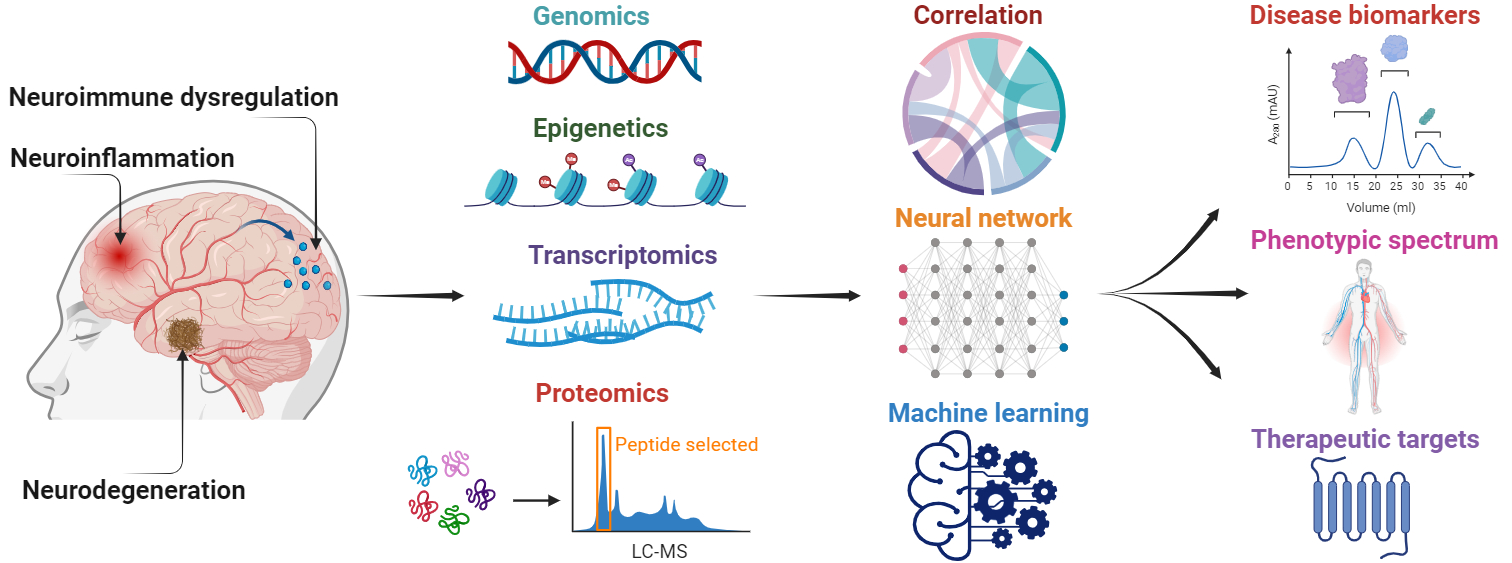 Neuroimmune dysregulation
Neuroinflammation
Neurodegeneration
Genomics
Epigenetics
Me
Me
Ac
Me
Ac
Transcriptomics
Proteomics
Peptide selected
LC-MS
Correlation
Neural network
Machine learning
Disease biomarkers
A280 (mAU)
0 5 10 15 20 25 30 35 40
Volume (ml)
Phenotypic spectrum
Therapeutic targets